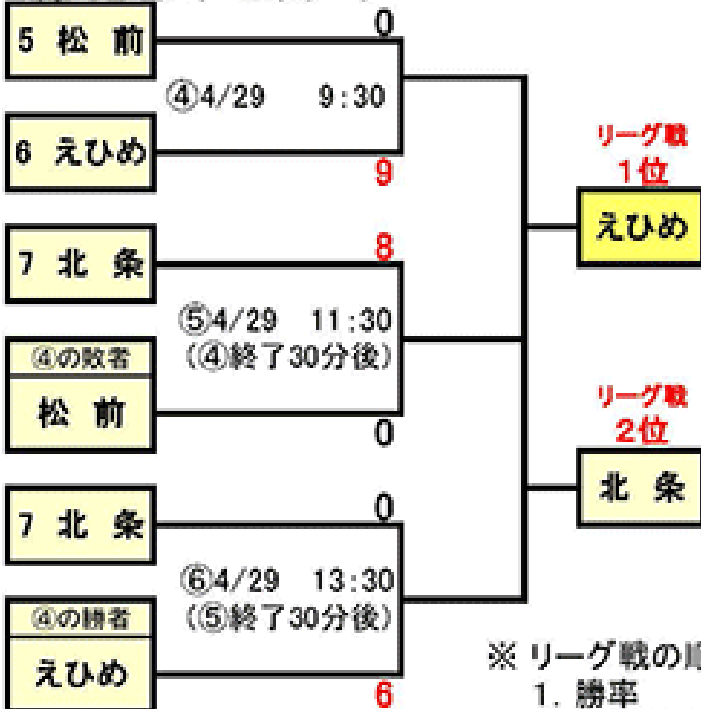 0
5 松 前
④4/29 9:30
6 えひめ
9
リーグ戦
1位
えひめ
8
7 北 条
⑤4/29 11:30
(④終了30分後)
④の敗者
松 前
0
リーグ戦
2位
北 条
0
7 北 条
⑥4/29 13:30
(⑤終了30分後)
④の勝者
えひめ
6
※ リーグ戦の順
1. 勝率